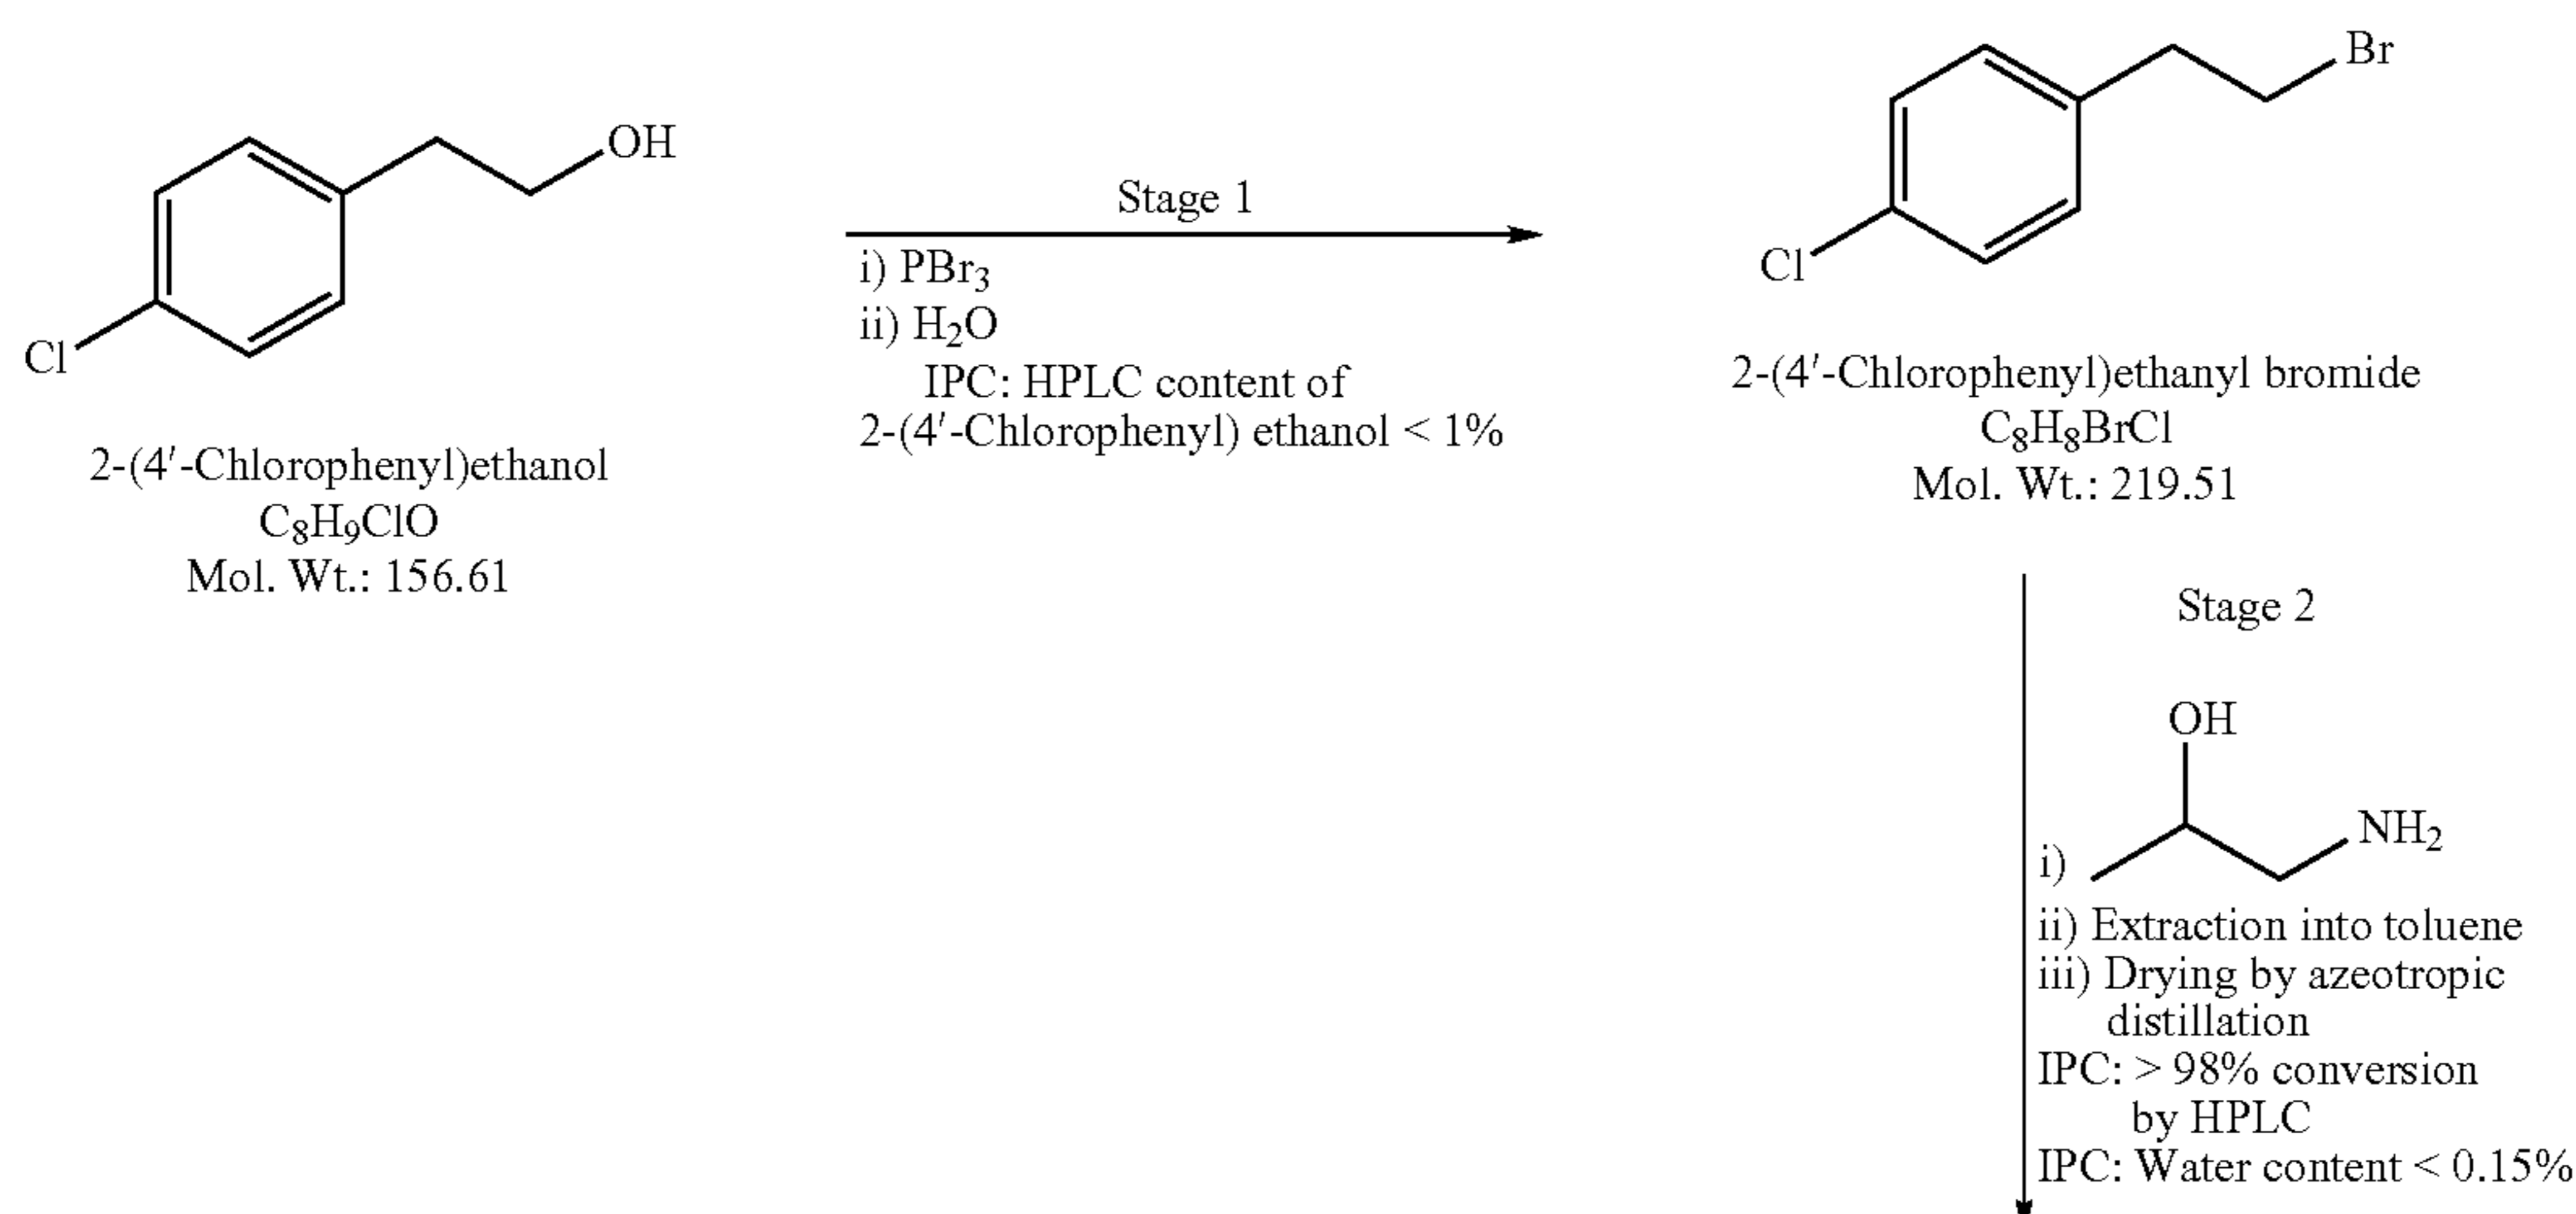 OH
Cl
2-(4′-Chlorophenyl)ethanol
C₈H₉ClO
Mol. Wt.: 156.61
Stage 1
i) PBr₃
ii) H₂O
IPC: HPLC content of
2-(4′-Chlorophenyl) ethanol < 1%
Br
Cl
2-(4′-Chlorophenyl)ethanyl bromide
C₈H₈BrCl
Mol. Wt.: 219.51
Stage 2
OH
NH₂
i)
ii) Extraction into toluene
iii) Drying by azeotropic
distillation
IPC: > 98% conversion
by HPLC
IPC: Water content < 0.15%